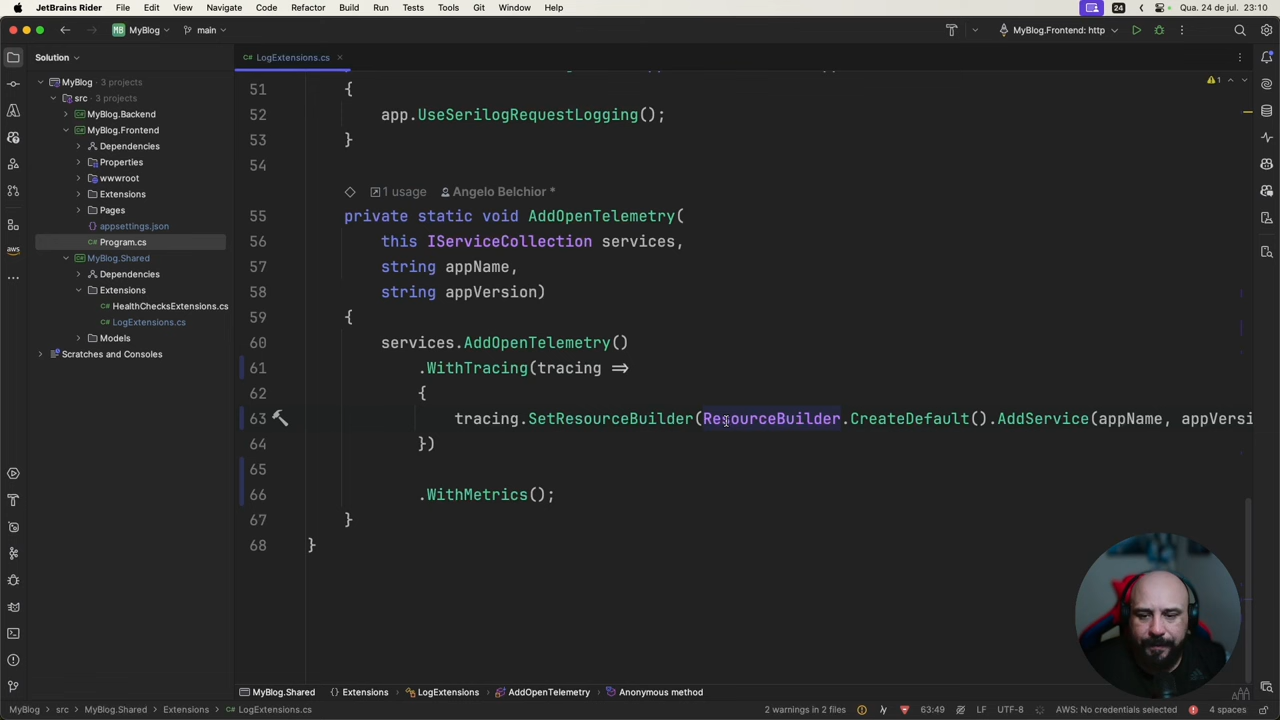 JetBrains Rider File Edit View Navigate Code Refactor Build Run Tests Tools Git Window Help 24 Qua. 24 de jul. 23:10
MB MyBlog main MyBlog.Frontend: http
Solution C# LogExtensions.cs
MyBlog 3 projects
src 3 projects
MyBlog.Backend
MyBlog.Frontend
Dependencies
Properties
wwwroot
Extensions
Pages
appsettings.json
C# Program.cs
MyBlog.Shared
Dependencies
Extensions
C# HealthChecksExtensions.cs
C# LogExtensions.cs
Models
Scratches and Consoles
aws
1
51 {
52 app.UseSerilogRequestLogging();
53 }
54
1 usage Angelo Belchior *
55 private static void AddOpenTelemetry(
56 this IServiceCollection services,
57 string appName,
58 string appVersion)
59 {
60 services.AddOpenTelemetry()
61 .WithTracing(tracing =>
62 {
63 tracing.SetResourceBuilder(ResourceBuilder.CreateDefault().AddService(appName, appVersi
64 })
65
66 .WithMetrics();
67 }
68 }
MyBlog.Shared {} Extensions LogExtensions AddOpenTelemetry Anonymous method
MyBlog > src > MyBlog.Shared > Extensions > C# LogExtensions.cs 2 warnings in 2 files 63:49 LF UTF-8 AWS: No credentials selected 4 spaces